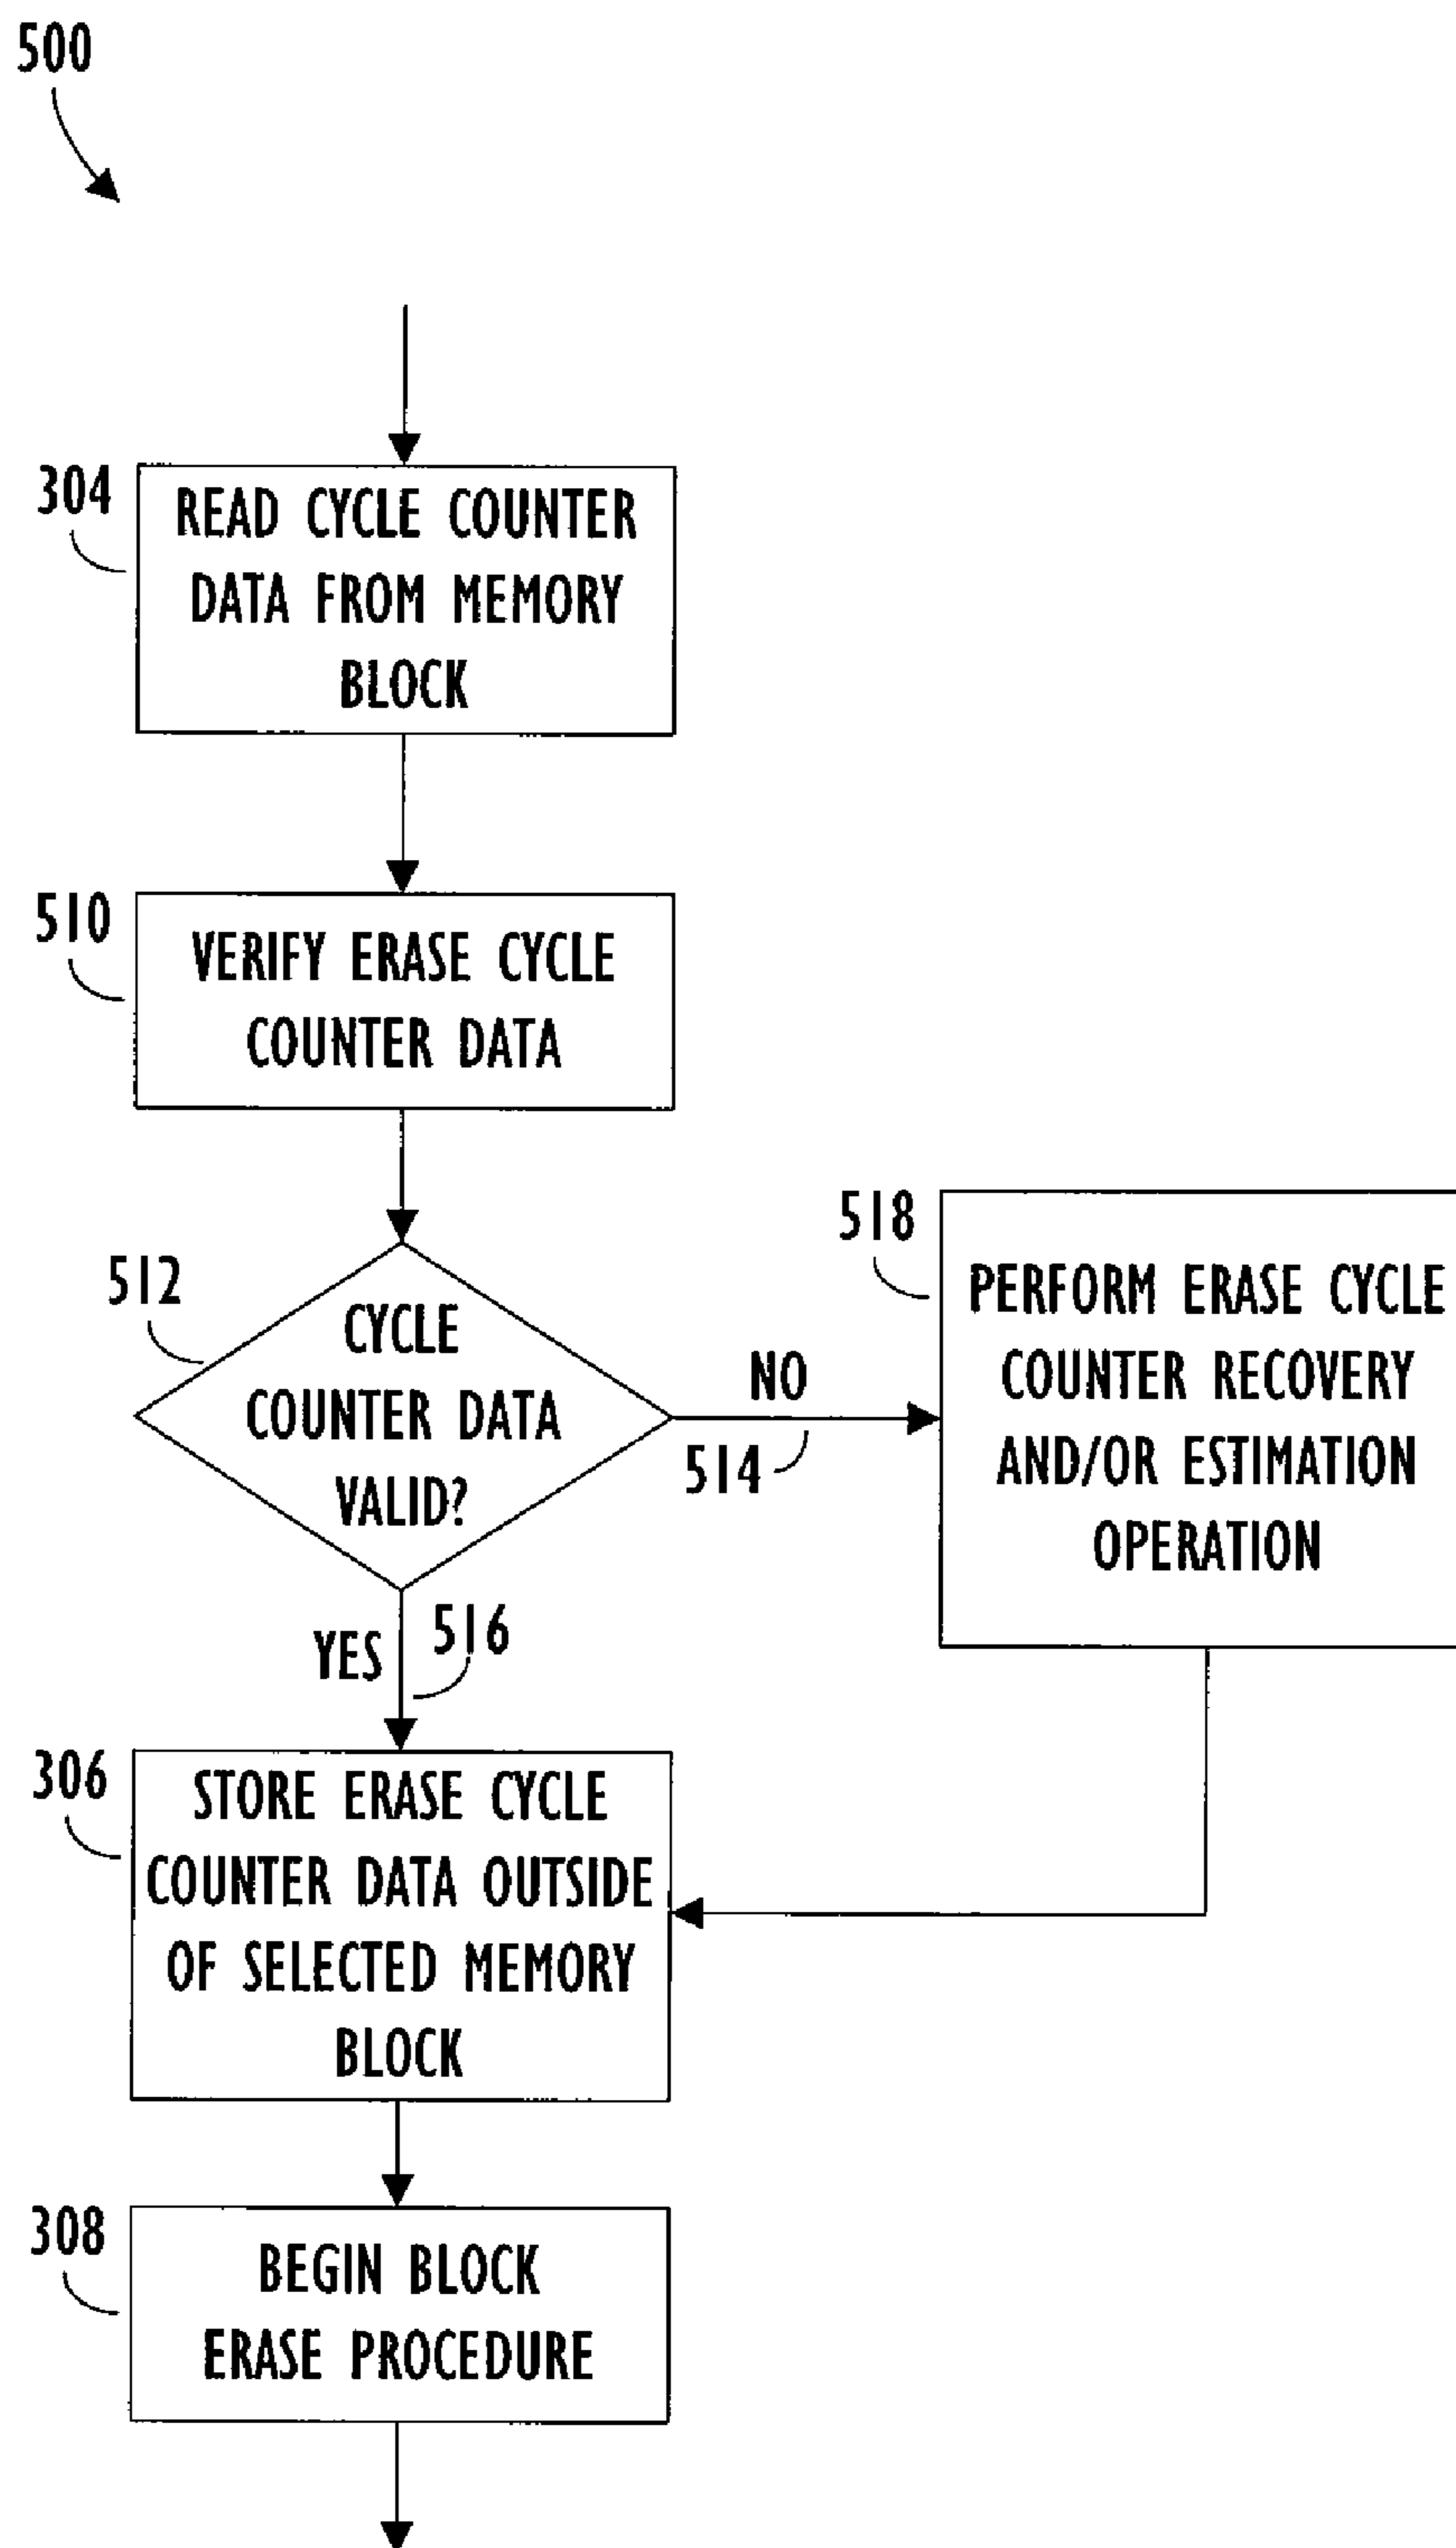 500
304
READ CYCLE COUNTER
DATA FROM MEMORY
BLOCK
510
VERIFY ERASE CYCLE
COUNTER DATA
512
CYCLE
COUNTER DATA
VALID?
NO
514
518
PERFORM ERASE CYCLE
COUNTER RECOVERY
AND/OR ESTIMATION
OPERATION
YES
516
306
STORE ERASE CYCLE
COUNTER DATA OUTSIDE
OF SELECTED MEMORY
BLOCK
308
BEGIN BLOCK
ERASE PROCEDURE